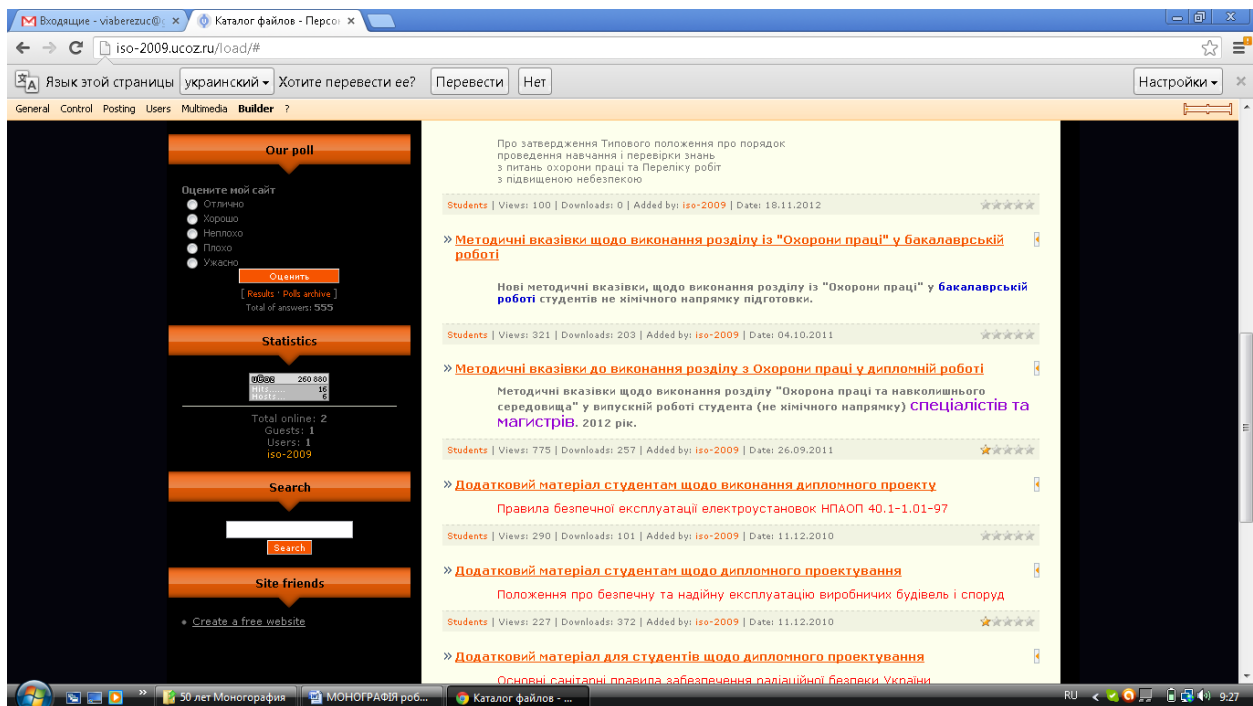 Входящие - viaberezuc@g
Каталог файлов - Персон
iso-2009.ucoz.ru/load/#
Язык этой страницы украинский Хотите перевести ее? Перевести Нет Настройки
General Control Posting Users Multimedia Builder ?
Our poll
Оцените мой сайт
Отлично
Хорошо
Неплохо
Плохо
Ужасно
Оценить
[ Results · Polls archive ]
Total of answers: 555
Statistics
uCoz 260 880
Hits...... 16
Hosts..... 6
Total online: 2
Guests: 1
Users: 1
iso-2009
Search
Search
Site friends
Create a free website
Про затвердження Типового положення про порядок
проведення навчання і перевірки знань
з питань охорони праці та Переліку робіт
з підвищеною небезпекою
Students | Views: 100 | Downloads: 0 | Added by: iso-2009 | Date: 18.11.2012
» Методичні вказівки щодо виконання розділу із "Охорони праці" у бакалаврській
роботі
Нові методичні вказівки, щодо виконання розділу із "Охорони праці" у бакалаврській
роботі студентів не хімічного напрямку підготовки.
Students | Views: 321 | Downloads: 203 | Added by: iso-2009 | Date: 04.10.2011
» Методичні вказівки до виконання розділу з Охорони праці у дипломній роботі
Методичні вказівки щодо виконання розділу "Охорона праці та навколишнього
середовища" у випускній роботі студента (не хімічного напрямку) спеціалістів та
магистрів. 2012 рік.
Students | Views: 775 | Downloads: 257 | Added by: iso-2009 | Date: 26.09.2011
» Додатковий матеріал студентам щодо виконання дипломного проекту
Правила безпечної експлуатації електроустановок НПАОП 40.1-1.01-97
Students | Views: 290 | Downloads: 101 | Added by: iso-2009 | Date: 11.12.2010
» Додатковий матеріал студентам щодо дипломного проектування
Положення про безпечну та надійну експлуатацію виробничих будівель і споруд
Students | Views: 227 | Downloads: 372 | Added by: iso-2009 | Date: 11.12.2010
» Додатковий матеріал для студентів щодо дипломного проектування
Основні санітарні правила забезпечення радіаційної безпеки України
50 лет Моногорафия
МОНОГРАФІЯ роб...
Каталог файлов - ...
RU
9:27